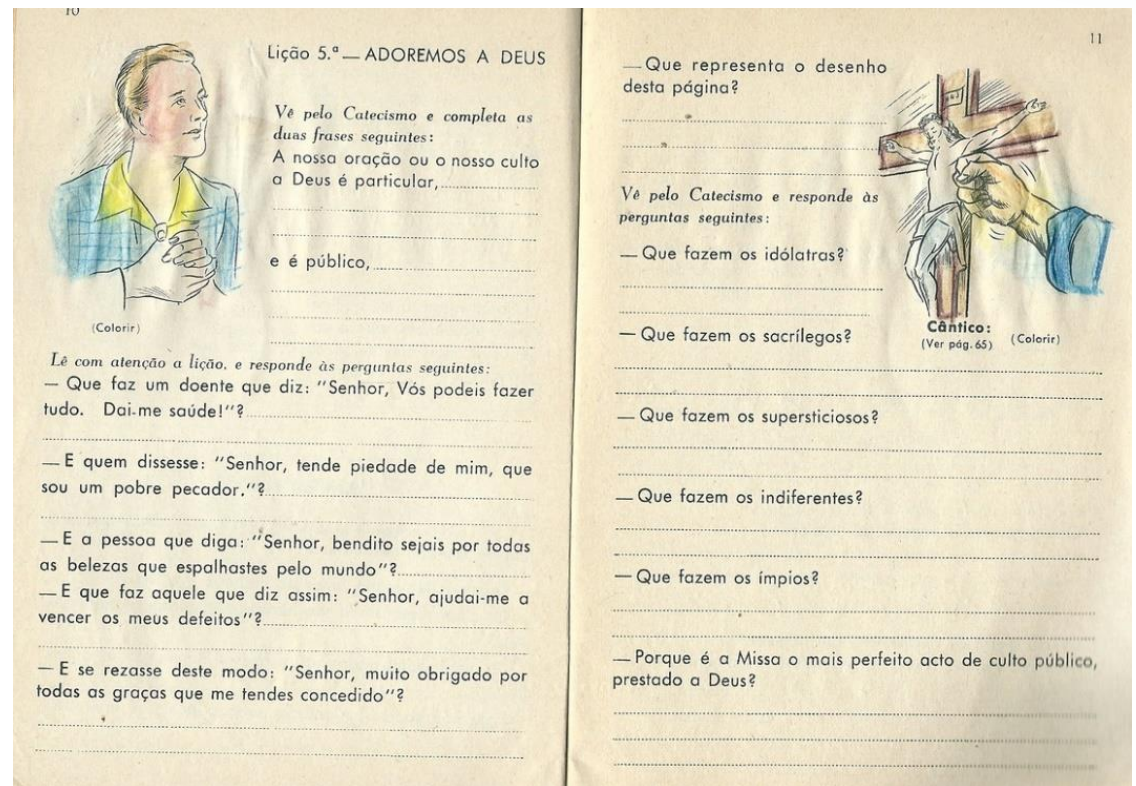 10
Lição 5.ª — ADOREMOS A DEUS
Vê pelo Catecismo e completa as
duas frases seguintes:
A nossa oração ou o nosso culto
a Deus é particular,
e é público,
(Colorir)
Lê com atenção a lição, e responde às perguntas seguintes:
— Que faz um doente que diz: "Senhor, Vós podeis fazer
tudo. Dai-me saúde!"?
— E quem dissesse: "Senhor, tende piedade de mim, que
sou um pobre pecador."?
— E a pessoa que diga: "Senhor, bendito sejais por todas
as belezas que espalhastes pelo mundo"?
— E que faz aquele que diz assim: "Senhor, ajudai-me a
vencer os meus defeitos"?
— E se rezasse deste modo: "Senhor, muito obrigado por
todas as graças que me tendes concedido"?
11
— Que representa o desenho
desta página?
Vê pelo Catecismo e responde às
perguntas seguintes:
— Que fazem os idólatras?
— Que fazem os sacrílegos?
Cântico:
(Ver pág. 65)
(Colorir)
— Que fazem os supersticiosos?
— Que fazem os indiferentes?
— Que fazem os ímpios?
— Porque é a Missa o mais perfeito acto de culto público,
prestado a Deus?